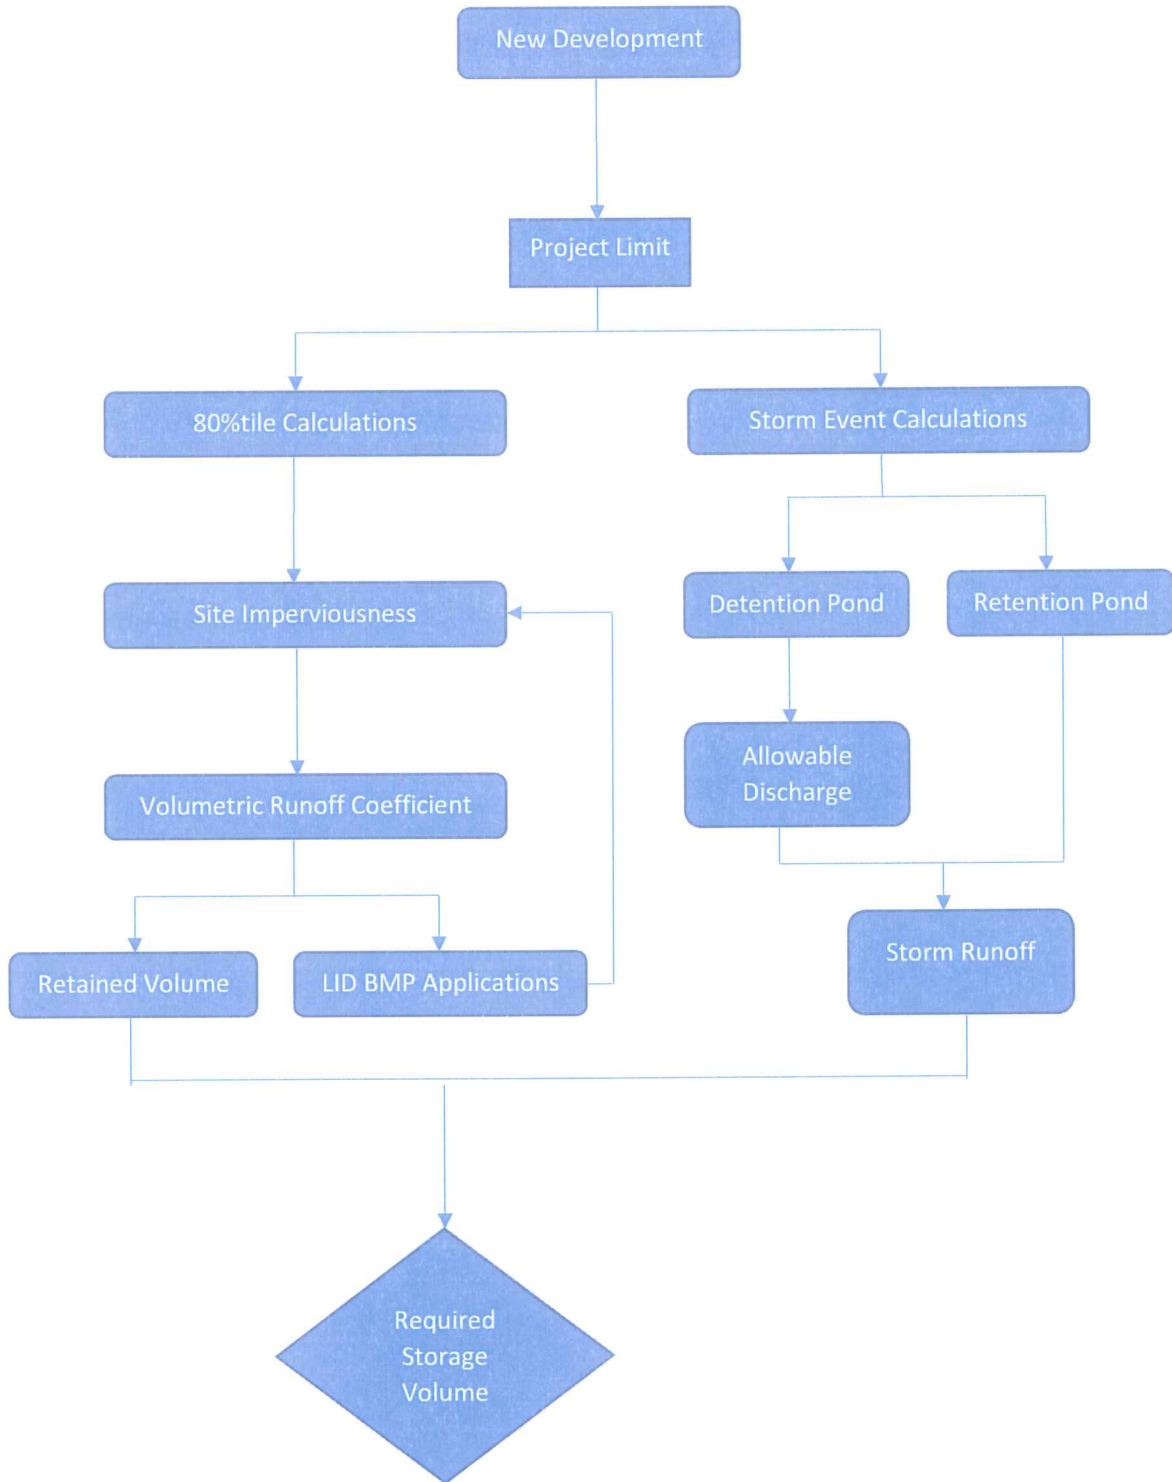 New Development
Project Limit
80%tile Calculations
Storm Event Calculations
Site Imperviousness
Detention Pond
Retention Pond
Allowable
Discharge
Volumetric Runoff Coefficient
Storm Runoff
Retained Volume
LID BMP Applications
Required
Storage
Volume